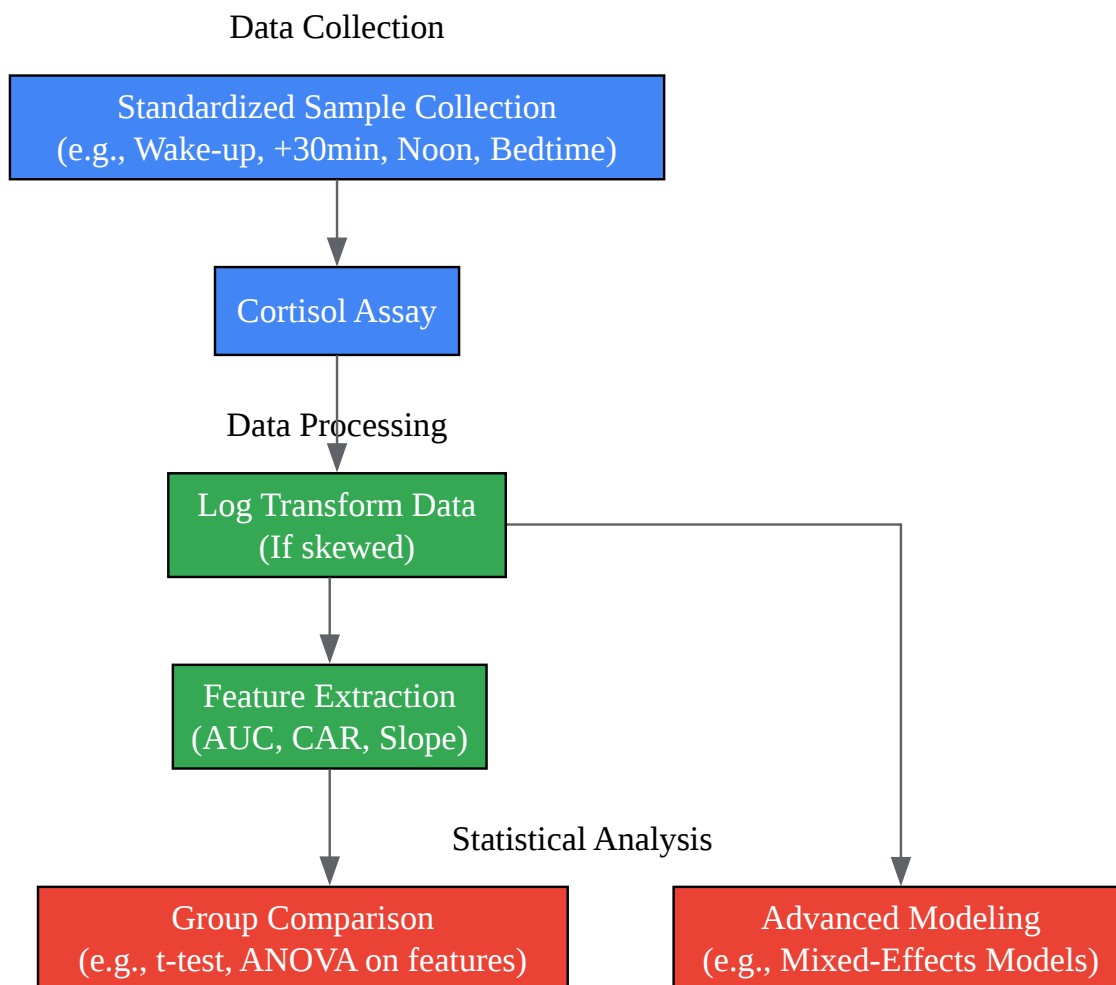 Data Collection
Standardized Sample Collection
(e.g., Wake-up, +30min, Noon, Bedtime)
Cortisol Assay
Data Processing
Log Transform Data
(If skewed)
Feature Extraction
(AUC, CAR, Slope)
Statistical Analysis
Group Comparison
(e.g., t-test, ANOVA on features)
Advanced Modeling
(e.g., Mixed-Effects Models)